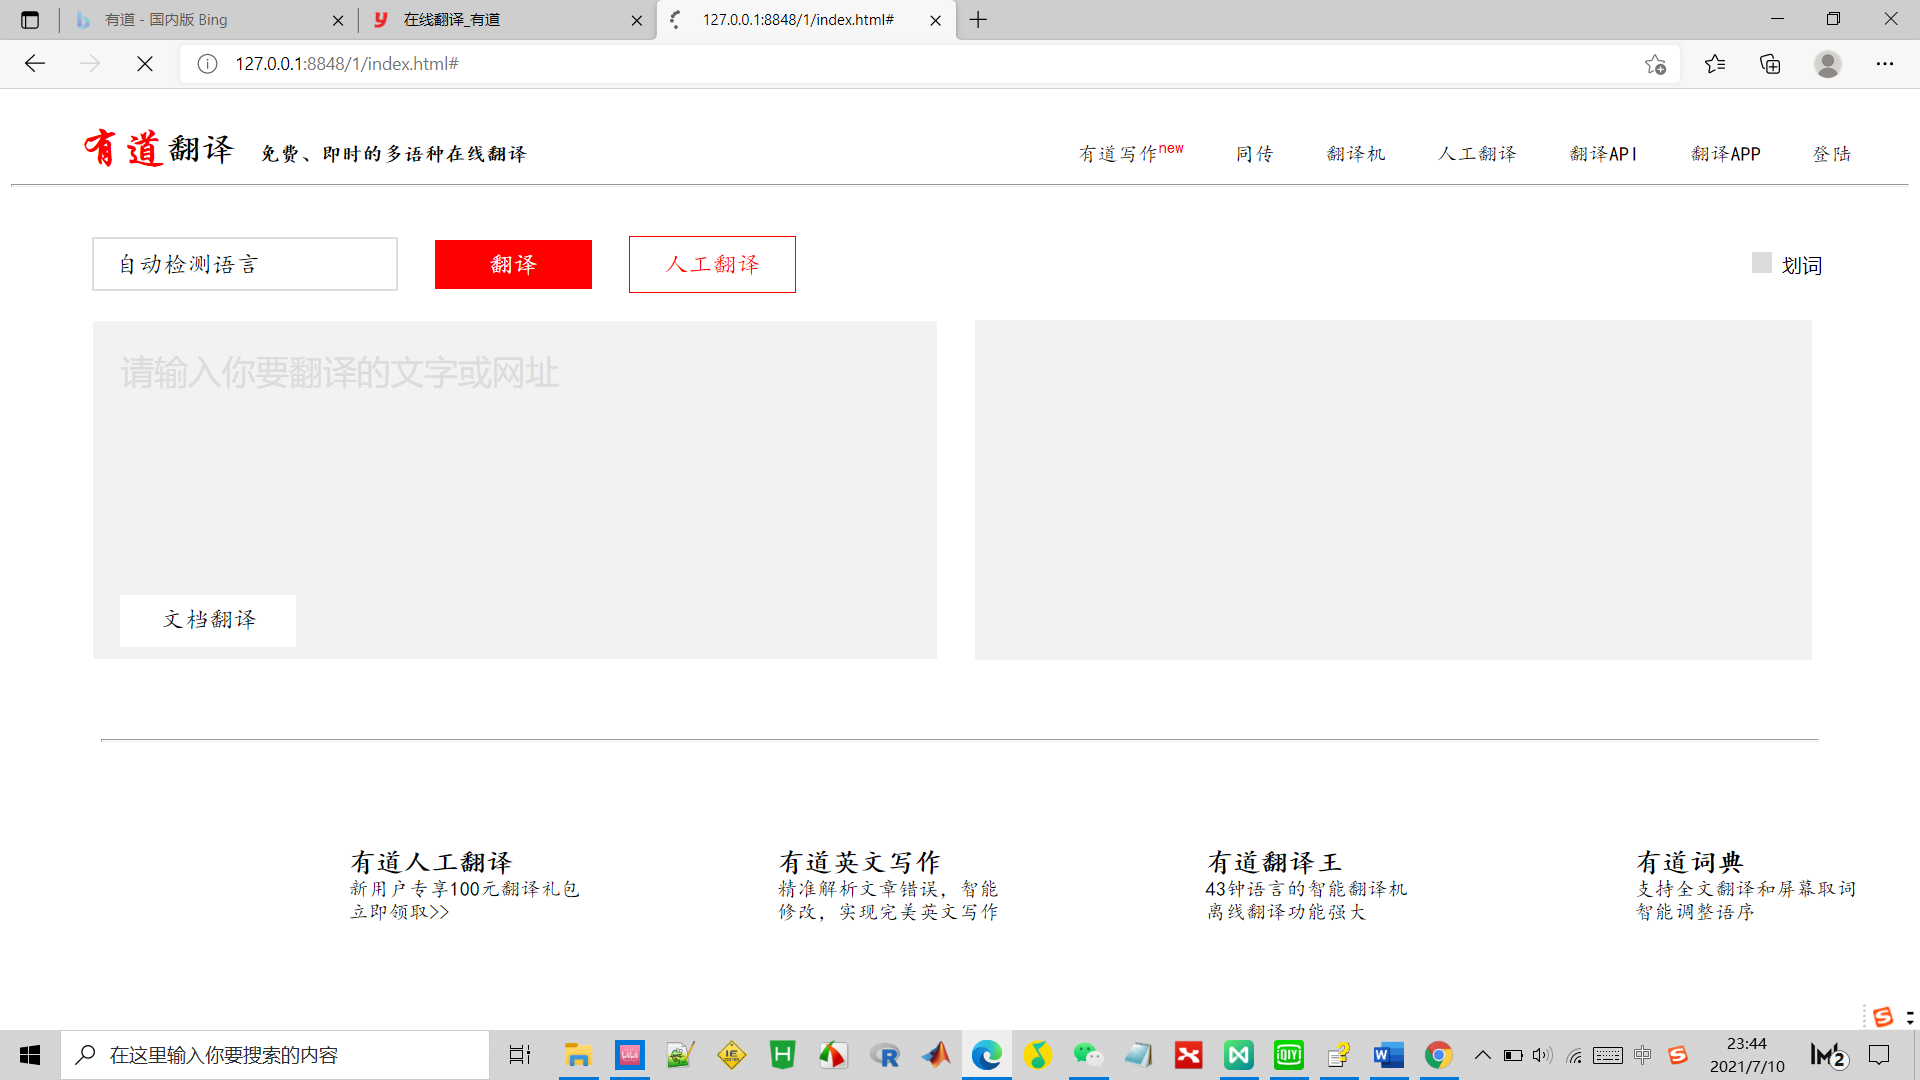 有道 - 国内版 Bing
在线翻译_有道
127.0.0.1:8848/1/index.html#
127.0.0.1:8848/1/index.html#
有道翻译 免费、即时的多语种在线翻译
有道写作new 同传 翻译机 人工翻译 翻译API 翻译APP 登陆
自动检测语言 翻译 人工翻译 划词
请输入你要翻译的文字或网址
文档翻译
有道人工翻译
新用户专享100元翻译礼包
立即领取>>
有道英文写作
精准解析文章错误，智能
修改，实现完美英文写作
有道翻译王
43钟语言的智能翻译机
离线翻译功能强大
有道词典
支持全文翻译和屏幕取词
智能调整语序
在这里输入你要搜索的内容
中
23:44
2021/7/10
2